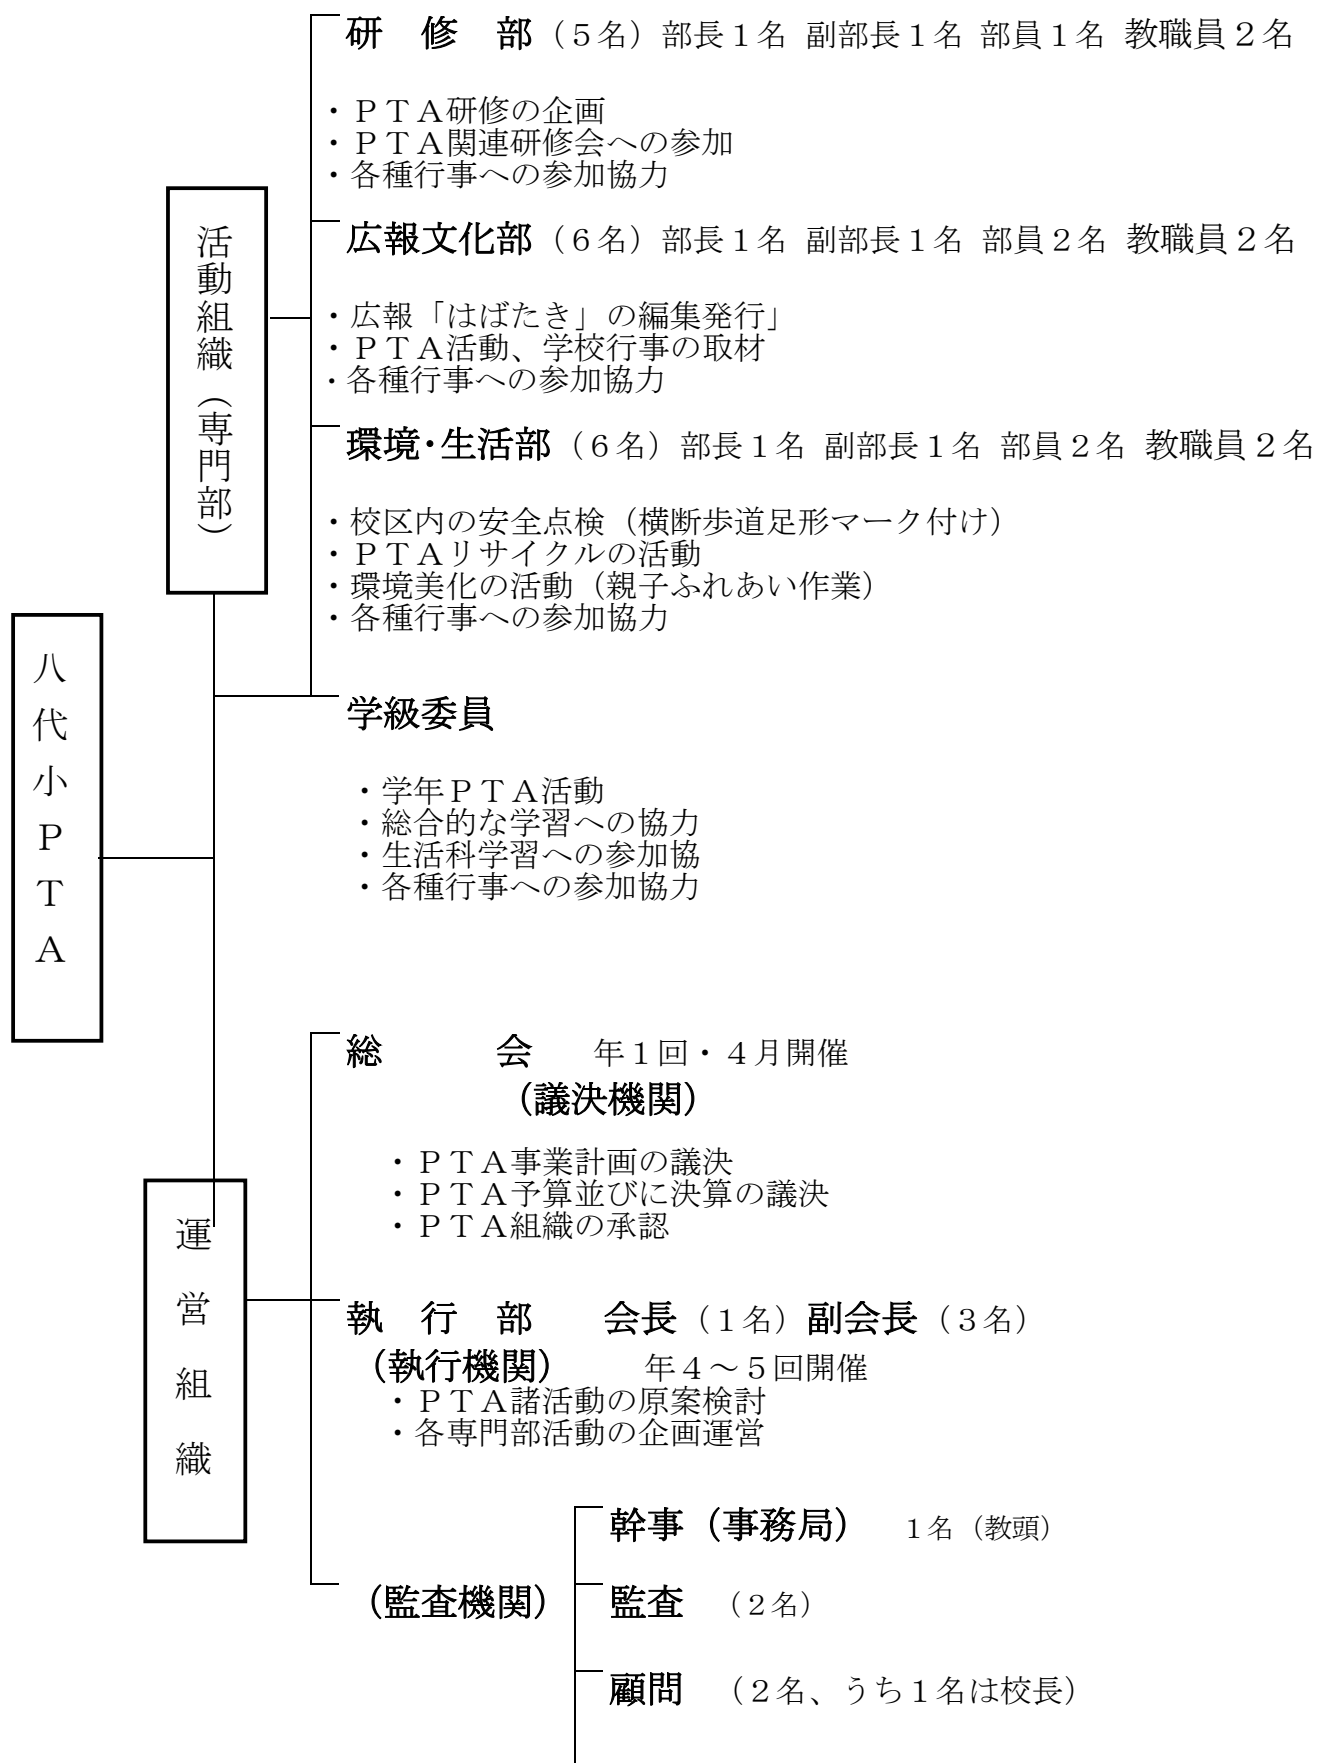 研　修　部（５名）部長１名 副部長１名 部員１名 教職員２名
・ＰＴＡ研修の企画
・ＰＴＡ関連研修会への参加
・各種行事への参加協力
活動組織（専門部）
広報文化部（６名）部長１名 副部長１名 部員２名 教職員２名
・広報「はばたき」の編集発行」
・ＰＴＡ活動、学校行事の取材
・各種行事への参加協力
環境・生活部（６名）部長１名 副部長１名 部員２名 教職員２名
・校区内の安全点検（横断歩道足形マーク付け）
・ＰＴＡリサイクルの活動
・環境美化の活動（親子ふれあい作業）
・各種行事への参加協力
八代小ＰＴＡ
学級委員
・学年ＰＴＡ活動
・総合的な学習への協力
・生活科学習への参加協
・各種行事への参加協力
総　　　会　年１回・４月開催
（議決機関）
・ＰＴＡ事業計画の議決
・ＰＴＡ予算並びに決算の議決
・ＰＴＡ組織の承認
運営組織
執　行　部　会長（１名）副会長（３名）
（執行機関）　年４～５回開催
・ＰＴＡ諸活動の原案検討
・各専門部活動の企画運営
幹事（事務局）　１名（教頭）
（監査機関）
監査　（２名）
顧問　（２名、うち１名は校長）